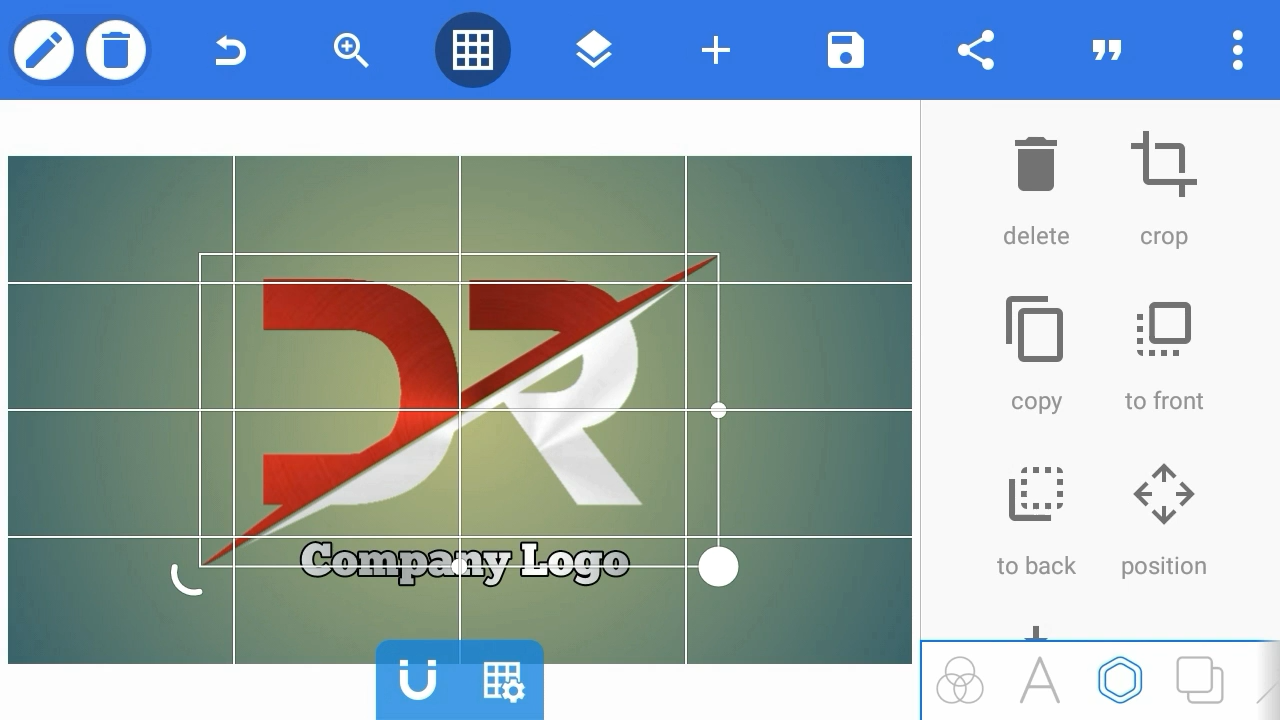 delete
crop
DR
copy
to front
to back
position
Company Logo